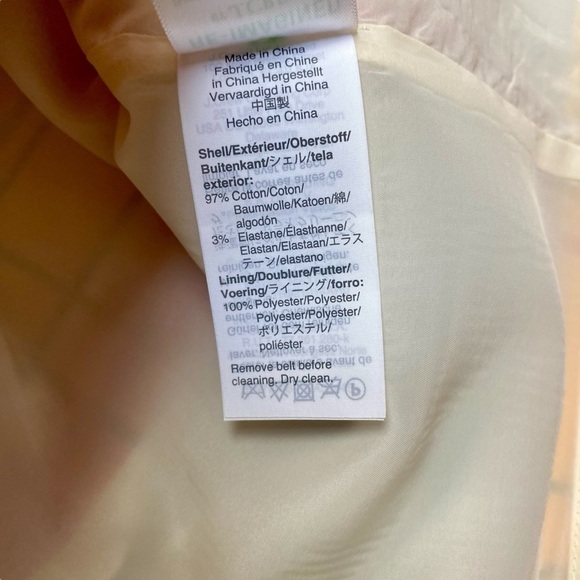 RE-IMAGINED
Made in China
Fabriqué en Chine
in China Hergestellt
Vervaardigd in China
中国製
Hecho en China
Shell/Extérieur/Oberstoff/
Buitenkant/シェル/tela
exterior:
97% Cotton/Coton/
Baumwolle/Katoen/綿/
algodón
3% Elastane/Élasthanne/
Elastan/Elastaan/エラス
テーン/elastano
Lining/Doublure/Futter/
Voering/ライニング/forro:
100% Polyester/Polyester/
Polyester/Polyester/
ポリエステル/
poliéster
Remove belt before
cleaning. Dry clean.